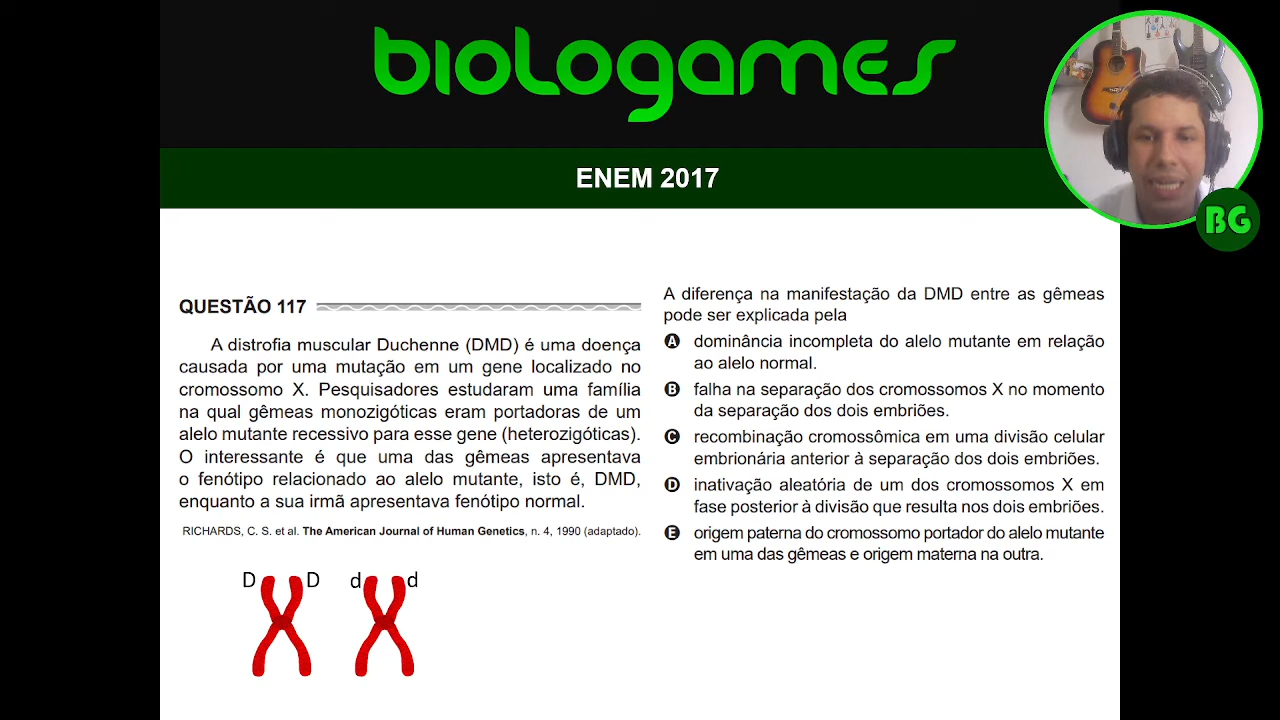 bioLogamEs
ENEM 2017
BG
QUESTÃO 117
A distrofia muscular Duchenne (DMD) é uma doença
causada por uma mutação em um gene localizado no
cromossomo X. Pesquisadores estudaram uma família
na qual gêmeas monozigóticas eram portadoras de um
alelo mutante recessivo para esse gene (heterozigóticas).
O interessante é que uma das gêmeas apresentava
o fenótipo relacionado ao alelo mutante, isto é, DMD,
enquanto a sua irmã apresentava fenótipo normal.
RICHARDS, C. S. et al. The American Journal of Human Genetics, n. 4, 1990 (adaptado).
D D d d
A diferença na manifestação da DMD entre as gêmeas
pode ser explicada pela
A dominância incompleta do alelo mutante em relação
ao alelo normal.
B falha na separação dos cromossomos X no momento
da separação dos dois embriões.
C recombinação cromossômica em uma divisão celular
embrionária anterior à separação dos dois embriões.
D inativação aleatória de um dos cromossomos X em
fase posterior à divisão que resulta nos dois embriões.
E origem paterna do cromossomo portador do alelo mutante
em uma das gêmeas e origem materna na outra.